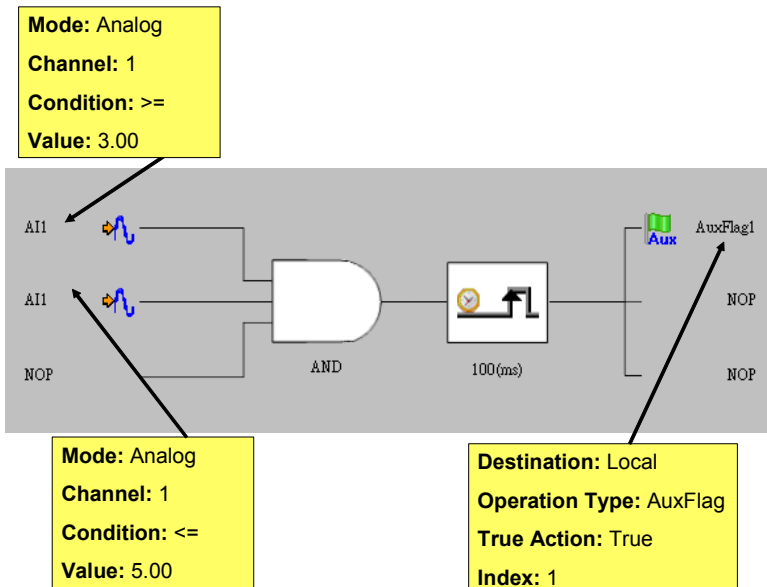 Mode: Analog
Channel: 1
Condition: >=
Value: 3.00
AI1
Aux
AuxFlag1
AI1
NOP
NOP
AND
100(ms)
NOP
Mode: Analog
Channel: 1
Condition: <=
Value: 5.00
Destination: Local
Operation Type: AuxFlag
True Action: True
Index: 1